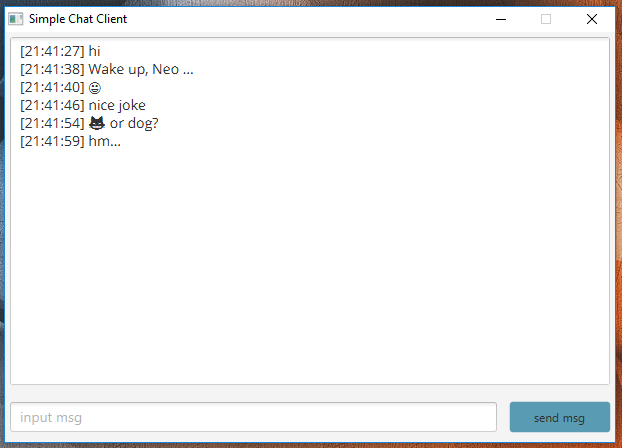 Simple Chat Client
[21:41:27] hi
[21:41:38] Wake up, Neo ...
[21:41:40] 😃
[21:41:46] nice joke
[21:41:54] 😼 or dog?
[21:41:59] hm...
input msg
send msg